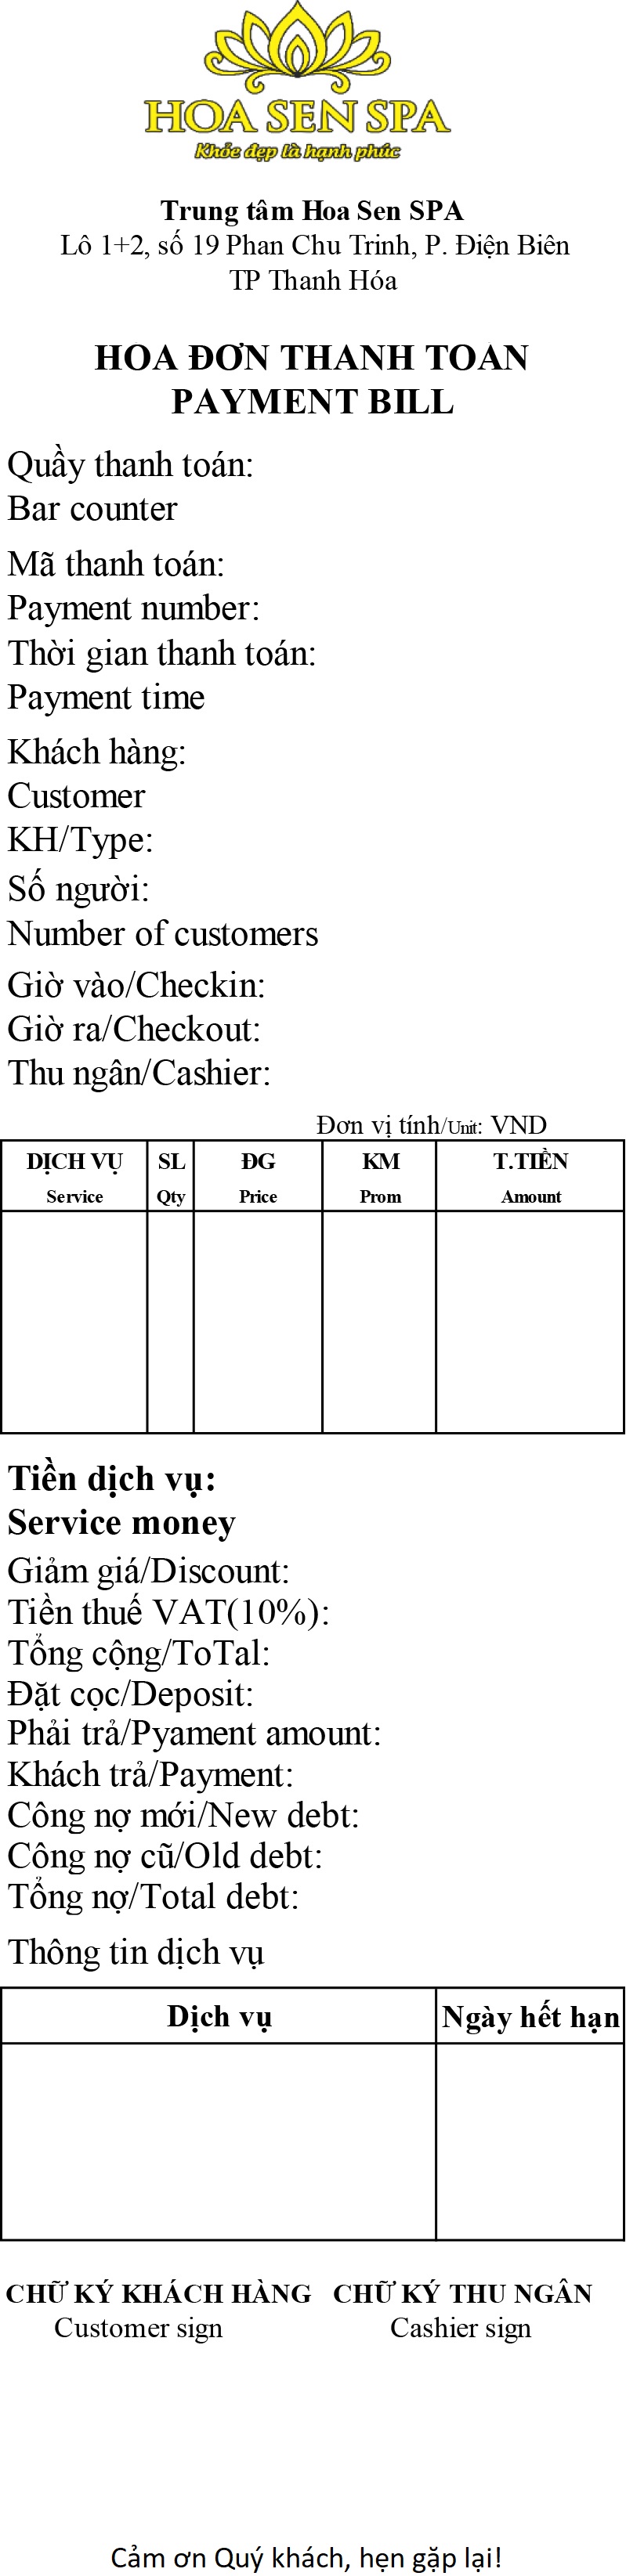 HOA SEN SPA
Khỏe đẹp là hạnh phúc
Trung tâm Hoa Sen SPA
Lô 1+2, số 19 Phan Chu Trinh, P. Điện Biên
TP Thanh Hóa
HOA ĐƠN THANH TOAN
PAYMENT BILL
Quầy thanh toán:
Bar counter
Mã thanh toán:
Payment number:
Thời gian thanh toán:
Payment time
Khách hàng:
Customer
KH/Type:
Số người:
Number of customers
Giờ vào/Checkin:
Giờ ra/Checkout:
Thu ngân/Cashier:
Đơn vị tính/Unit: VND
DỊCH VỤ SL ĐG KM T.TIỀN
Service Qty Price Prom Amount
Tiền dịch vụ:
Service money
Giảm giá/Discount:
Tiền thuế VAT(10%):
Tổng cộng/ToTal:
Đặt cọc/Deposit:
Phải trả/Pyament amount:
Khách trả/Payment:
Công nợ mới/New debt:
Công nợ cũ/Old debt:
Tổng nợ/Total debt:
Thông tin dịch vụ
Dịch vụ Ngày hết hạn
CHỮ KÝ KHÁCH HÀNG CHỮ KÝ THU NGÂN
Customer sign Cashier sign
Cảm ơn Quý khách, hẹn gặp lại!